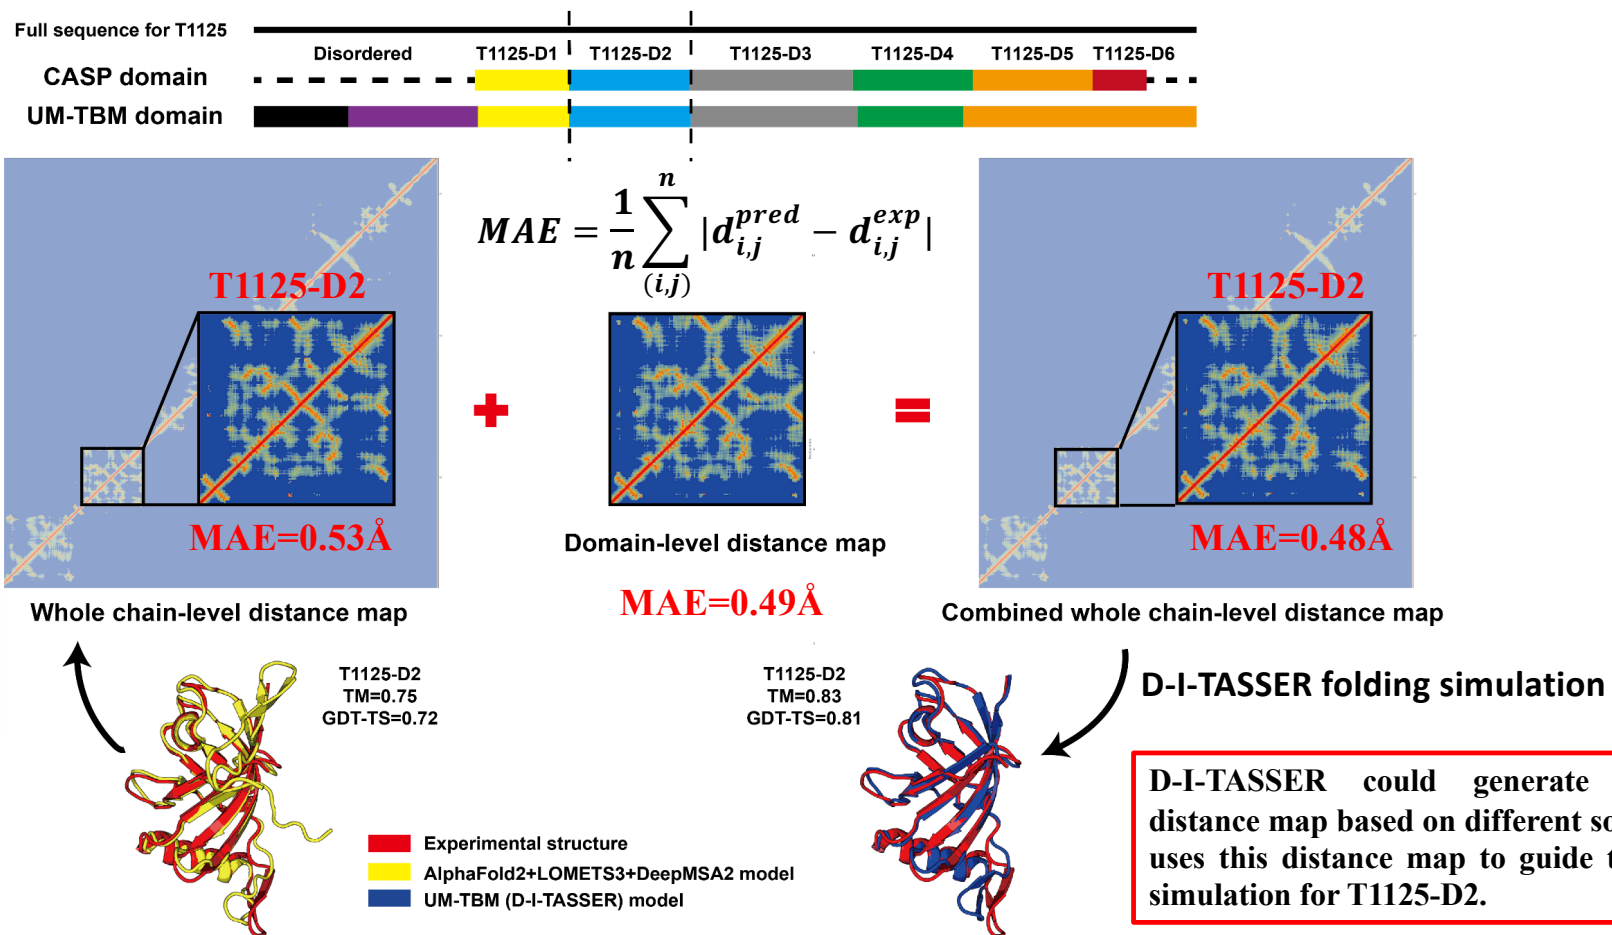 Full sequence for T1125
Disordered T1125-D1 T1125-D2 T1125-D3 T1125-D4 T1125-D5 T1125-D6
CASP domain
UM-TBM domain
MAE = 1/n ∑_{(i,j)}^{n} |d_{i,j}^{pred} − d_{i,j}^{exp}|
T1125-D2
T1125-D2
MAE=0.53Å
MAE=0.48Å
Domain-level distance map
MAE=0.49Å
Whole chain-level distance map
Combined whole chain-level distance map
T1125-D2
TM=0.75
GDT-TS=0.72
T1125-D2
TM=0.83
GDT-TS=0.81
D-I-TASSER folding simulation
Experimental structure
AlphaFold2+LOMETS3+DeepMSA2 model
UM-TBM (D-I-TASSER) model
D-I-TASSER could generate
distance map based on different so
uses this distance map to guide t
simulation for T1125-D2.